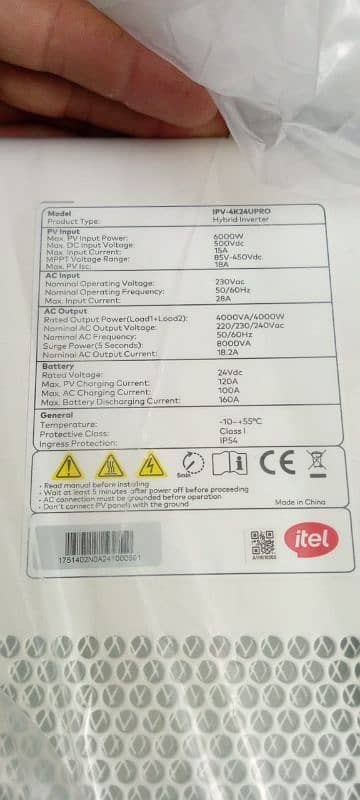 Model IPV-4K24UPRO
Product Type: Hybrid Inverter
PV Input
Max. PV Input Power: 6000W
Max. DC Input Voltage: 500Vdc
Max. Input Current: 15A
MPPT Voltage Range: 85V-450Vdc
Max. PV Isc: 18A
AC Input
Nominal Operating Voltage: 230Vac
Nominal Operating Frequency: 50/60Hz
Max. Input Current: 28A
AC Output
Rated Output Power(Load1+Load2): 4000VA/4000W
Nominal AC Output Voltage: 220/230/240Vac
Nominal AC Frequency: 50/60Hz
Surge Power(5 Seconds): 8000VA
Nominal AC Output Current: 18.2A
Battery
Rated Voltage: 24Vdc
Max. PV Charging Current: 120A
Max. AC Charging Current: 100A
Max. Battery Discharging Current: 160A
General
Temperature: -10~+55°C
Protective Class: Class I
Ingress Protection: IP54
5min
CE
• Read manual before installing
• Wait at least 5 minutes after power off before proceeding
• AC connection must be grounded before operation
• Don't connect PV panels with the ground
Made in China
itel